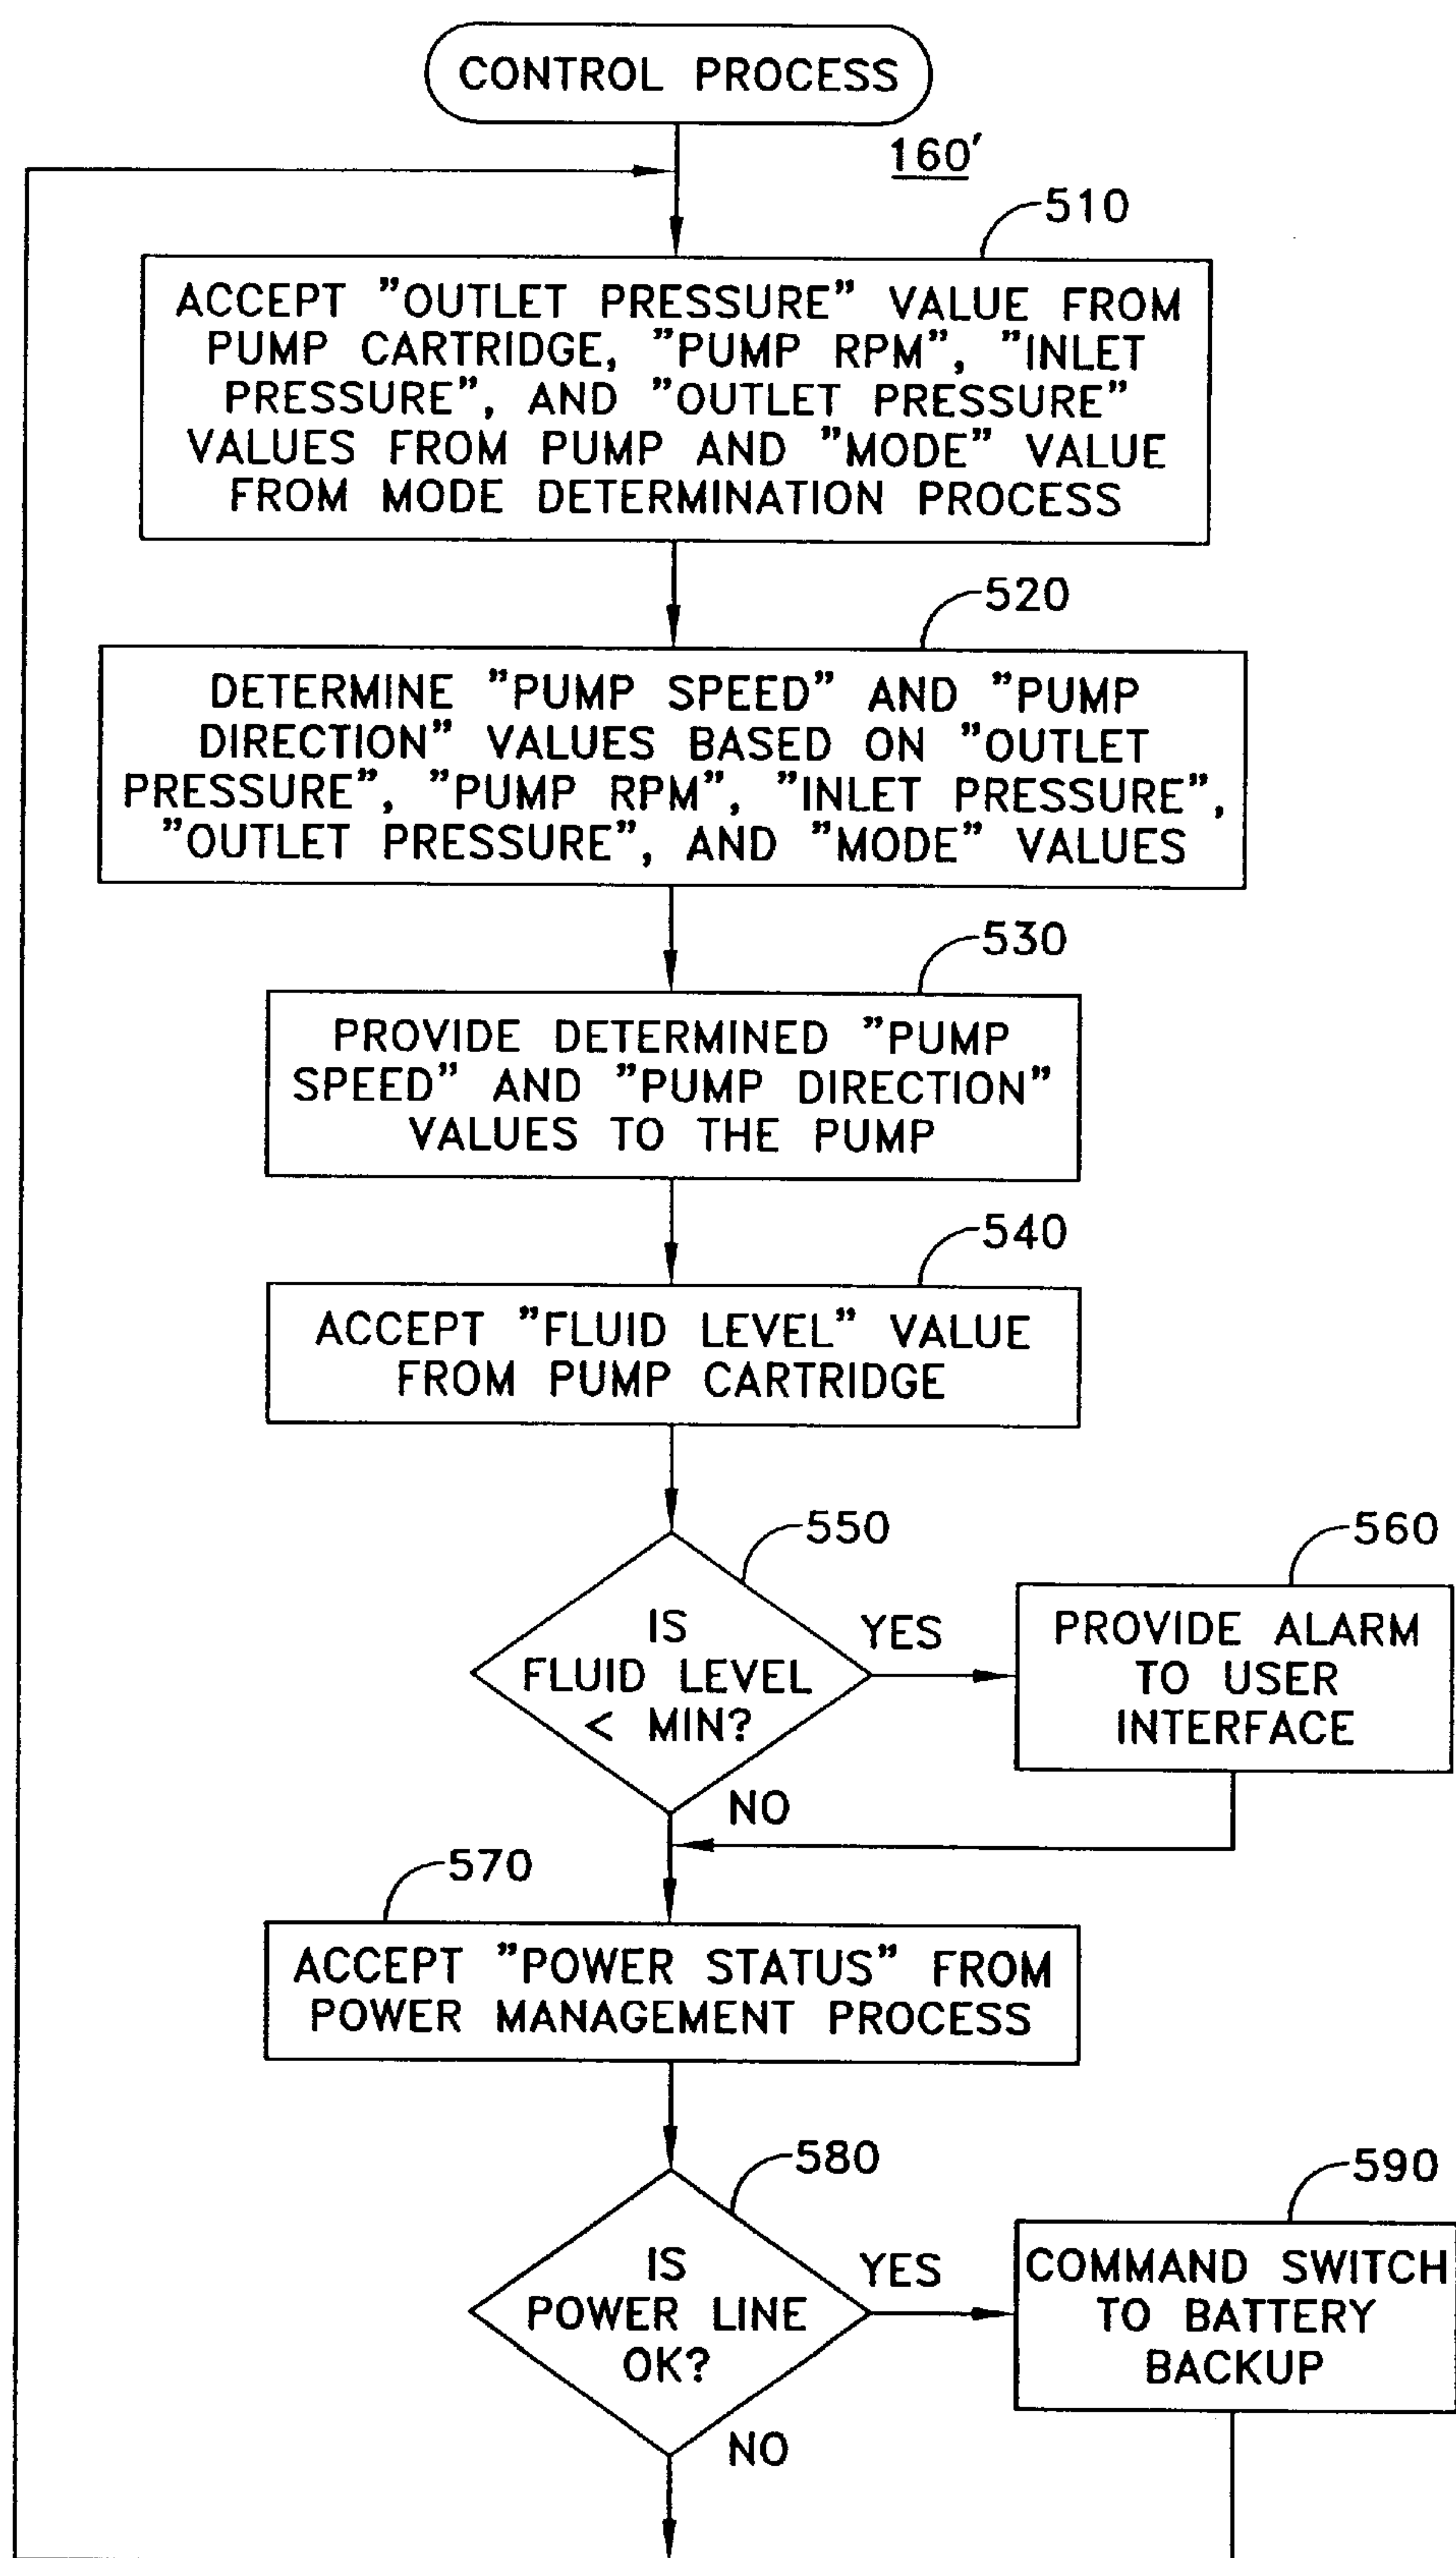 CONTROL PROCESS
160'
510
ACCEPT "OUTLET PRESSURE" VALUE FROM
PUMP CARTRIDGE, "PUMP RPM", "INLET
PRESSURE", AND "OUTLET PRESSURE"
VALUES FROM PUMP AND "MODE" VALUE
FROM MODE DETERMINATION PROCESS
520
DETERMINE "PUMP SPEED" AND "PUMP
DIRECTION" VALUES BASED ON "OUTLET
PRESSURE", "PUMP RPM", "INLET PRESSURE",
"OUTLET PRESSURE", AND "MODE" VALUES
530
PROVIDE DETERMINED "PUMP
SPEED" AND "PUMP DIRECTION"
VALUES TO THE PUMP
540
ACCEPT "FLUID LEVEL" VALUE
FROM PUMP CARTRIDGE
550
IS
FLUID LEVEL
< MIN?
YES
NO
560
PROVIDE ALARM
TO USER
INTERFACE
570
ACCEPT "POWER STATUS" FROM
POWER MANAGEMENT PROCESS
580
IS
POWER LINE
OK?
YES
NO
590
COMMAND SWITCH
TO BATTERY
BACKUP